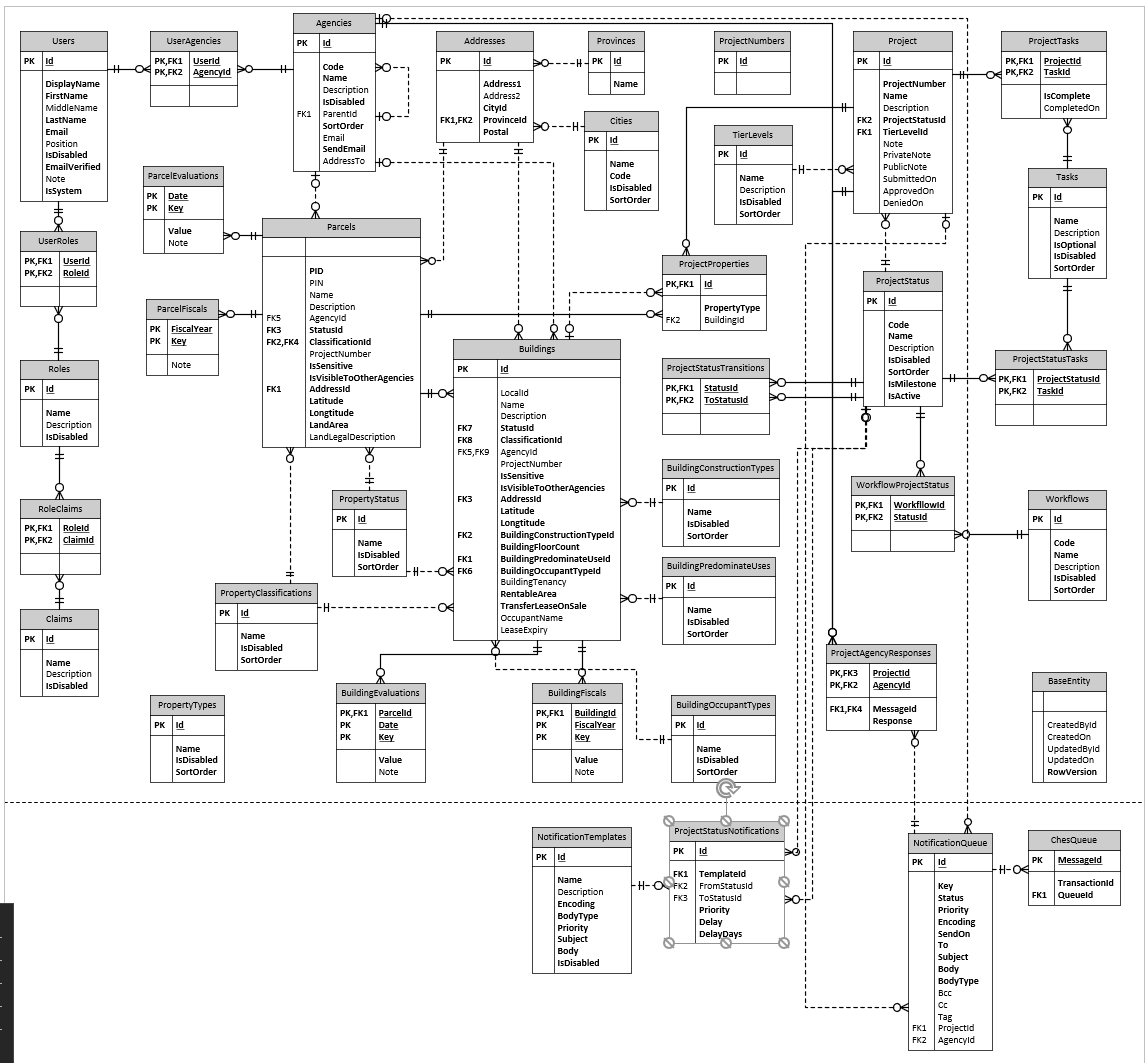 Users
PK Id
DisplayName
FirstName
MiddleName
LastName
Email
Position
IsDisabled
EmailVerified
Note
IsSystem
UserAgencies
PK,FK1 UserId
PK,FK2 AgencyId
Agencies
PK Id
Code
Name
Description
IsDisabled
FK1 ParentId
SortOrder
Email
SendEmail
AddressTo
Addresses
PK Id
Address1
Address2
CityId
FK1,FK2 ProvinceId
Postal
Provinces
PK Id
Name
Cities
PK Id
Name
Code
IsDisabled
SortOrder
ProjectNumbers
PK Id
TierLevels
PK Id
Name
Description
IsDisabled
SortOrder
Project
PK Id
ProjectNumber
Name
Description
FK2 ProjectStatusId
FK1 TierLevelId
Note
PrivateNote
PublicNote
SubmittedOn
ApprovedOn
DeniedOn
ProjectTasks
PK,FK1 ProjectId
PK,FK2 TaskId
IsComplete
CompletedOn
Tasks
PK Id
Name
Description
IsOptional
IsDisabled
SortOrder
ParcelEvaluations
PK Date
PK Key
Value
Note
UserRoles
PK,FK1 UserId
PK,FK2 RoleId
Parcels
PID
PIN
Name
Description
FK5 AgencyId
FK3 StatusId
FK2,FK4 ClassificationId
ProjectNumber
IsSensitive
IsVisibleToOtherAgencies
FK1 AddressId
Latitude
Longtitude
LandArea
LandLegalDescription
ParcelFiscals
PK FiscalYear
PK Key
Note
ProjectProperties
PK,FK1 Id
PropertyType
FK2 BuildingId
ProjectStatus
PK Id
Code
Name
Description
IsDisabled
SortOrder
IsMilestone
IsActive
Roles
PK Id
Name
Description
IsDisabled
Buildings
PK Id
LocalId
Name
Description
FK7 StatusId
FK8 ClassificationId
FK5,FK9 AgencyId
ProjectNumber
IsSensitive
IsVisibleToOtherAgencies
FK3 AddressId
Latitude
Longtitude
FK2 BuildingConstructionTypeId
BuildingFloorCount
FK1 BuildingPredominateUseId
FK6 BuildingOccupantTypeId
BuildingTenancy
RentableArea
TransferLeaseOnSale
OccupantName
LeaseExpiry
ProjectStatusTransitions
PK,FK1 StatusId
PK,FK2 ToStatusId
ProjectStatusTasks
PK,FK1 ProjectStatusId
PK,FK2 TaskId
BuildingConstructionTypes
PK Id
Name
IsDisabled
SortOrder
WorkflowProjectStatus
PK,FK1 WorkfllowId
PK,FK2 StatusId
Workflows
PK Id
Code
Name
Description
IsDisabled
SortOrder
RoleClaims
PK,FK1 RoleId
PK,FK2 ClaimId
PropertyStatus
PK Id
Name
IsDisabled
SortOrder
BuildingPredominateUses
PK Id
Name
IsDisabled
SortOrder
PropertyClassifications
PK Id
Name
IsDisabled
SortOrder
Claims
PK Id
Name
Description
IsDisabled
ProjectAgencyResponses
PK,FK3 ProjectId
PK,FK2 AgencyId
FK1,FK4 MessageId
Response
BaseEntity
CreatedById
CreatedOn
UpdatedById
UpdatedOn
RowVersion
PropertyTypes
PK Id
Name
IsDisabled
SortOrder
BuildingEvaluations
PK,FK1 ParcelId
PK Date
PK Key
Value
Note
BuildingFiscals
PK,FK1 BuildingId
PK FiscalYear
PK Key
Value
Note
BuildingOccupantTypes
PK Id
Name
IsDisabled
SortOrder
NotificationTemplates
PK Id
Name
Description
Encoding
BodyType
Priority
Subject
Body
IsDisabled
ProjectStatusNotifications
PK Id
FK1 TemplateId
FK2 FromStatusId
FK3 ToStatusId
Priority
Delay
DelayDays
NotificationQueue
PK Id
Key
Status
Priority
Encoding
SendOn
To
Subject
Body
BodyType
Bcc
Cc
Tag
FK1 ProjectId
FK2 AgencyId
ChesQueue
PK MessageId
TransactionId
FK1 QueueId